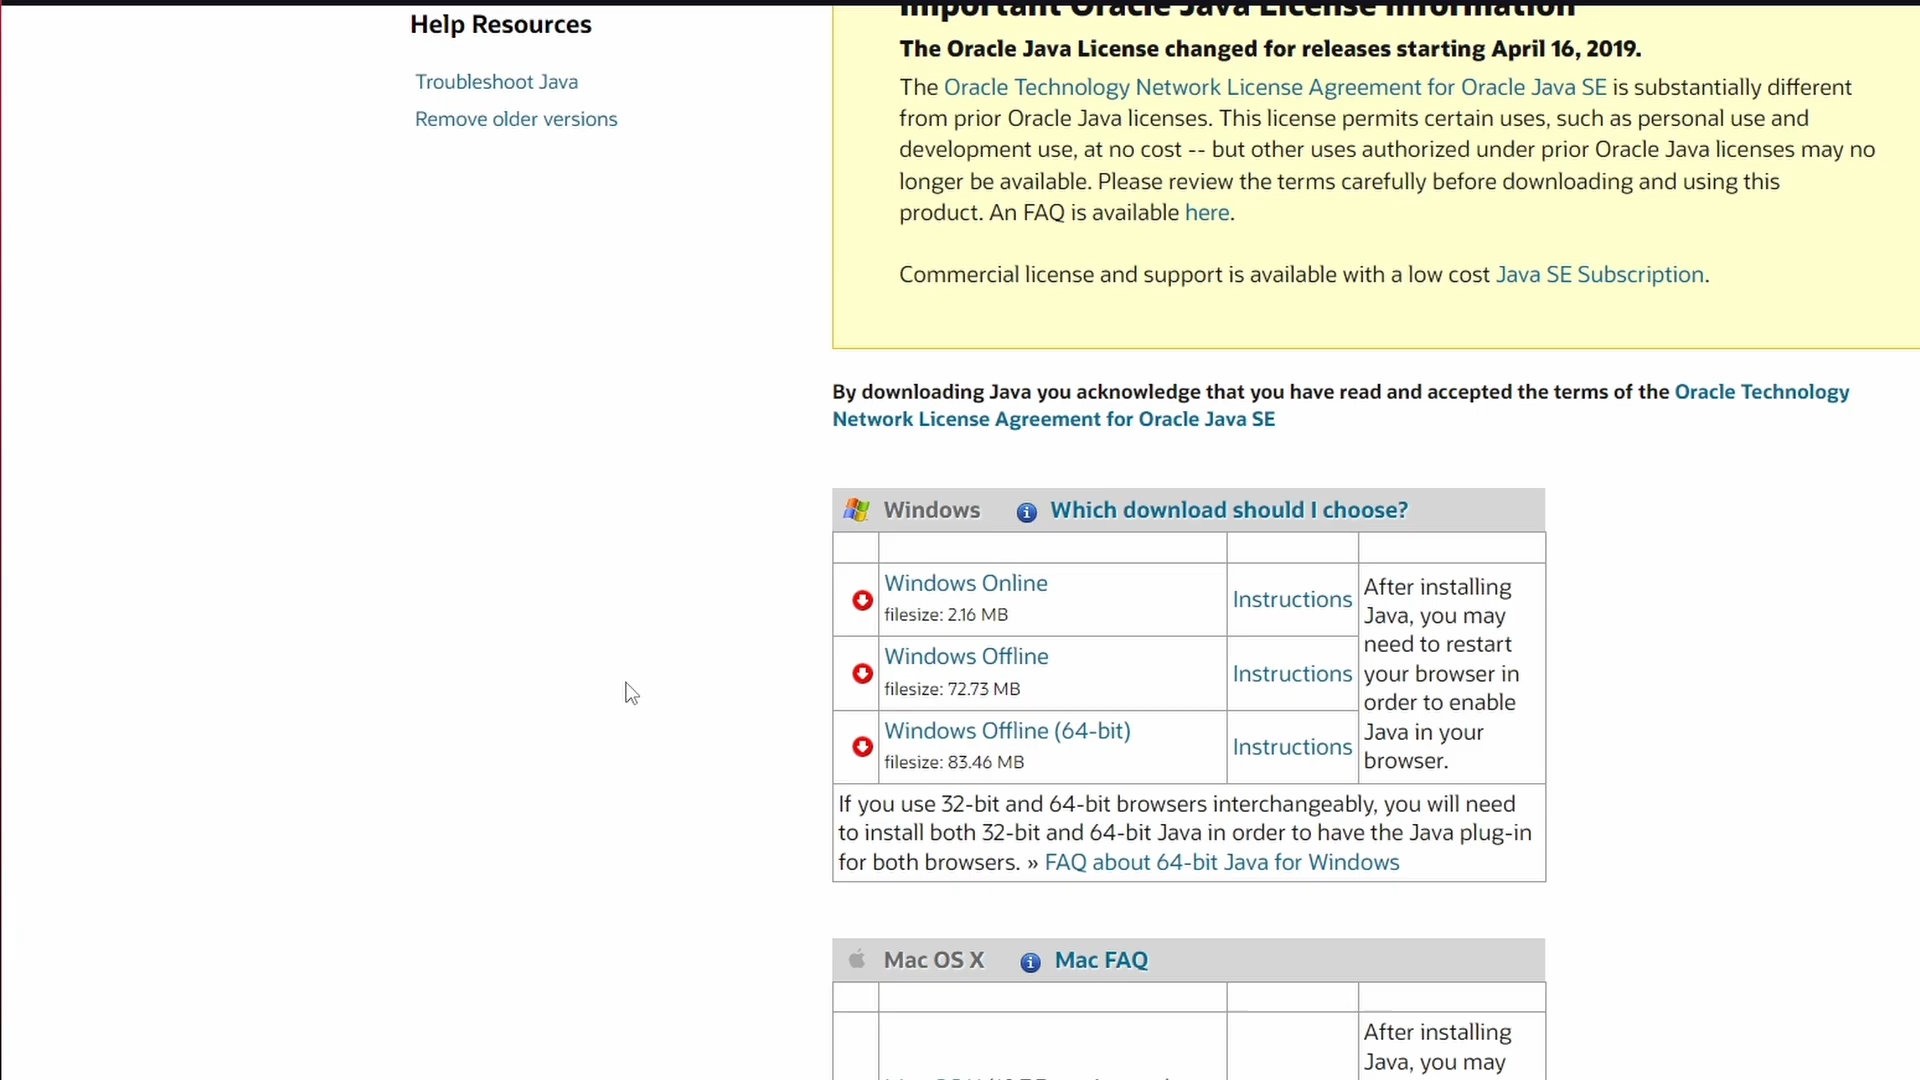 Help Resources
Troubleshoot Java
Remove older versions
Important Oracle Java License Information
The Oracle Java License changed for releases starting April 16, 2019.
The Oracle Technology Network License Agreement for Oracle Java SE is substantially different
from prior Oracle Java licenses. This license permits certain uses, such as personal use and
development use, at no cost -- but other uses authorized under prior Oracle Java licenses may no
longer be available. Please review the terms carefully before downloading and using this
product. An FAQ is available here.
Commercial license and support is available with a low cost Java SE Subscription.
By downloading Java you acknowledge that you have read and accepted the terms of the Oracle Technology
Network License Agreement for Oracle Java SE
Windows Which download should I choose?
Windows Online
filesize: 2.16 MB
Instructions
Windows Offline
filesize: 72.73 MB
Instructions
Windows Offline (64-bit)
filesize: 83.46 MB
Instructions
After installing
Java, you may
need to restart
your browser in
order to enable
Java in your
browser.
If you use 32-bit and 64-bit browsers interchangeably, you will need
to install both 32-bit and 64-bit Java in order to have the Java plug-in
for both browsers. » FAQ about 64-bit Java for Windows
Mac OS X Mac FAQ
After installing
Java, you may